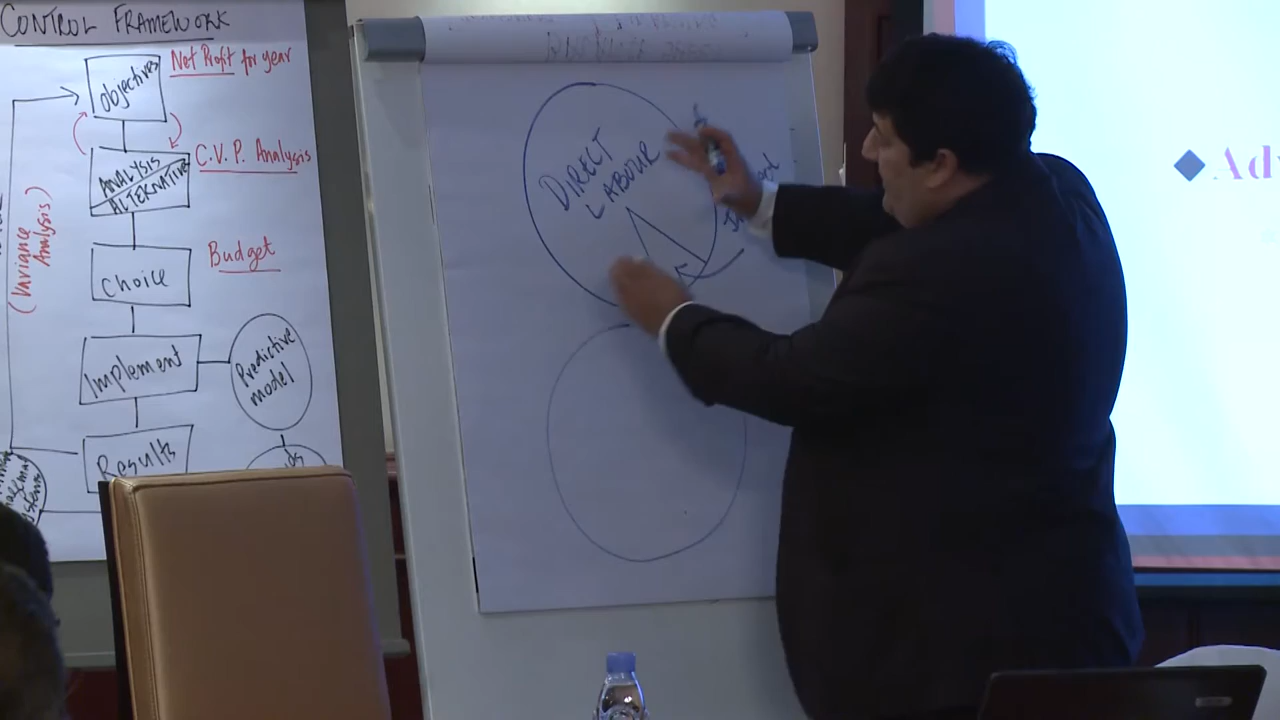 CONTROL FRAMEWORK
Objectives
Net Profit for year
ANALYSIS
ALTERNATIVE
C.V.P. Analysis
(Variance
Analysis)
Choice
Budget
Implement
Predictive
model
Results
DIRECT
LABOUR
Ad